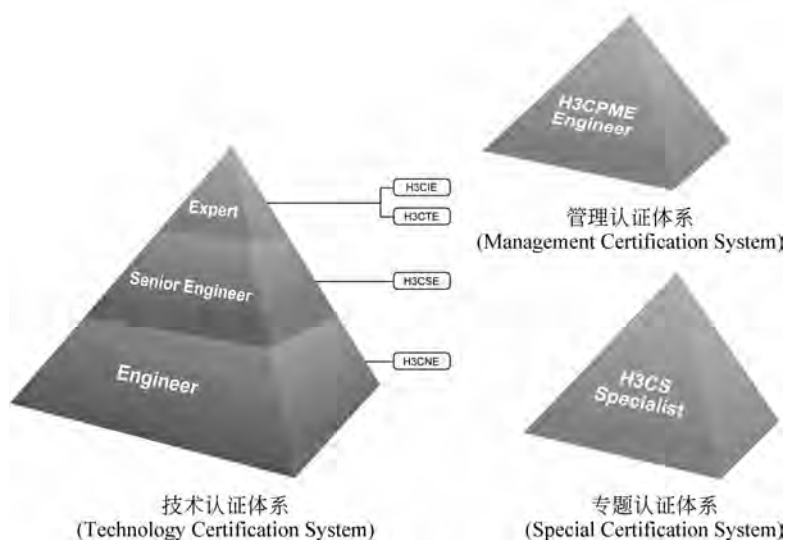 Expert
H3CIE
H3CTE
Senior Engineer
H3CSE
Engineer
H3CNE
技术认证体系
(Technology Certification System)
H3CPME
Engineer
管理认证体系
(Management Certification System)
H3CS
Specialist
专题认证体系
(Special Certification System)